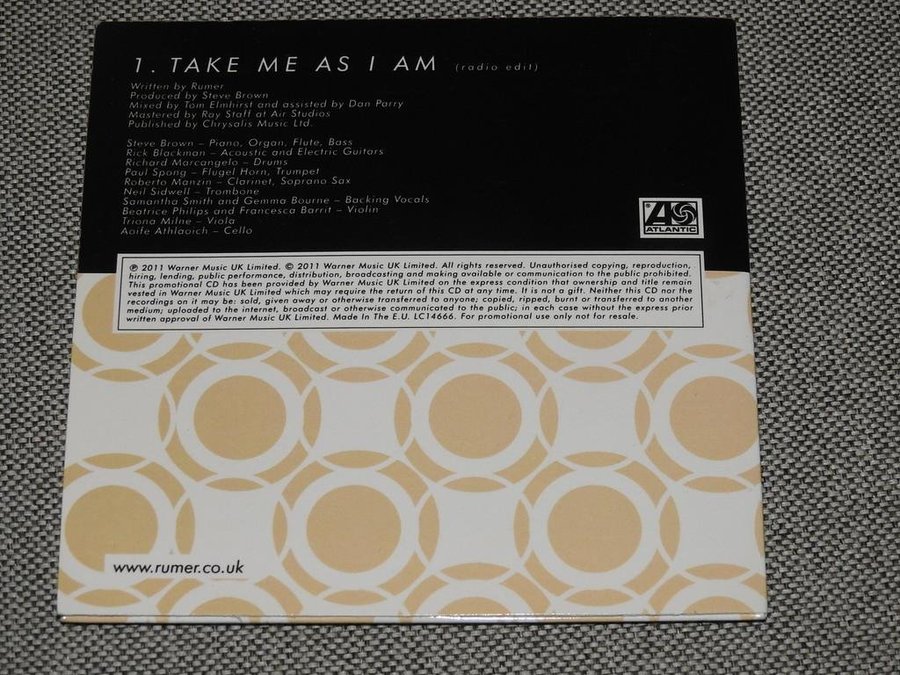 1. TAKE ME AS I AM (radio edit)
Written by Rumer
Produced by Steve Brown
Mixed by Tom Elmhirst and assisted by Dan Parry
Mastered by Ray Staff at Air Studios
Published by Chrysalis Music Ltd.
Steve Brown – Piano, Organ, Flute, Bass
Rick Blackman – Acoustic and Electric Guitars
Richard Marcangelo – Drums
Paul Spong – Flugel Horn, Trumpet
Roberto Manzin – Clarinet, Soprano Sax
Neil Sidwell – Trombone
Samantha Smith and Gemma Bourne – Backing Vocals
Beatrice Philips and Francesca Barrit – Violin
Triona Milne – Viola
Aoife Athlaoich – Cello
ATLANTIC
℗ 2011 Warner Music UK Limited. © 2011 Warner Music UK Limited. All rights reserved. Unauthorised copying, reproduction,
hiring, lending, public performance, distribution, broadcasting and making available or communication to the public prohibited.
This promotional CD has been provided by Warner Music UK Limited on the express condition that ownership and title remain
vested in Warner Music UK Limited which may require the return of this CD at any time. It is not a gift. Neither this CD nor the
recordings on it may be: sold, given away or otherwise transferred to anyone; copied, ripped, burnt or transferred to another
medium; uploaded to the internet, broadcast or otherwise communicated to the public; in each case without the express prior
written approval of Warner Music UK Limited. Made In The E.U. LC14666. For promotional use only not for resale.
www.rumer.co.uk